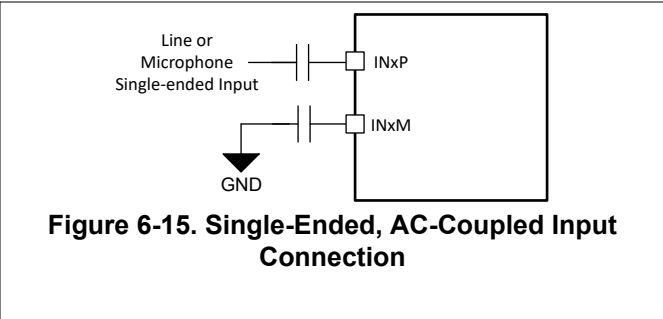 Line or
Microphone
Single-ended Input
INxP
INxM
GND
Figure 6-15. Single-Ended, AC-Coupled Input
Connection